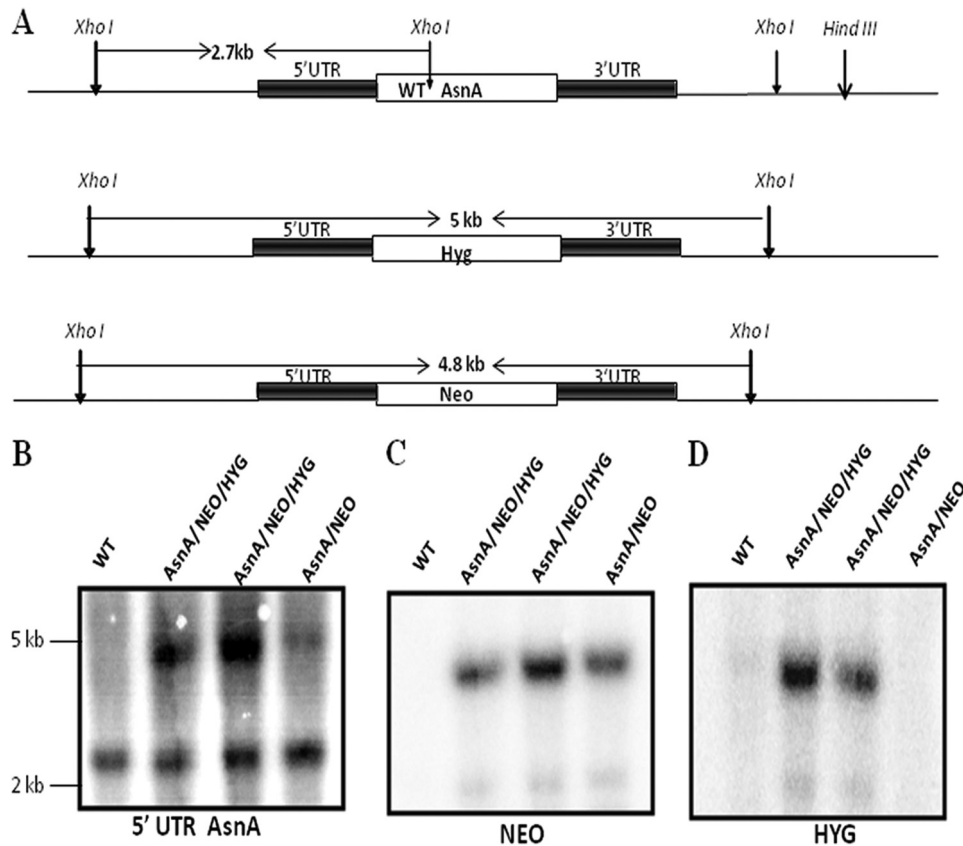 A
Xho I
Xho I
Xho I
Hind III
2.7kb
5'UTR
3'UTR
WT AsnA
Xho I
Xho I
5 kb
5'UTR
3'UTR
Hyg
Xho I
Xho I
4.8 kb
5'UTR
3'UTR
Neo
B
WT
AsnA/NEO/HYG
AsnA/NEO/HYG
AsnA/NEO
5 kb
2 kb
5' UTR AsnA
C
WT
AsnA/NEO/HYG
AsnA/NEO/HYG
AsnA/NEO
NEO
D
WT
AsnA/NEO/HYG
AsnA/NEO/HYG
AsnA/NEO
HYG